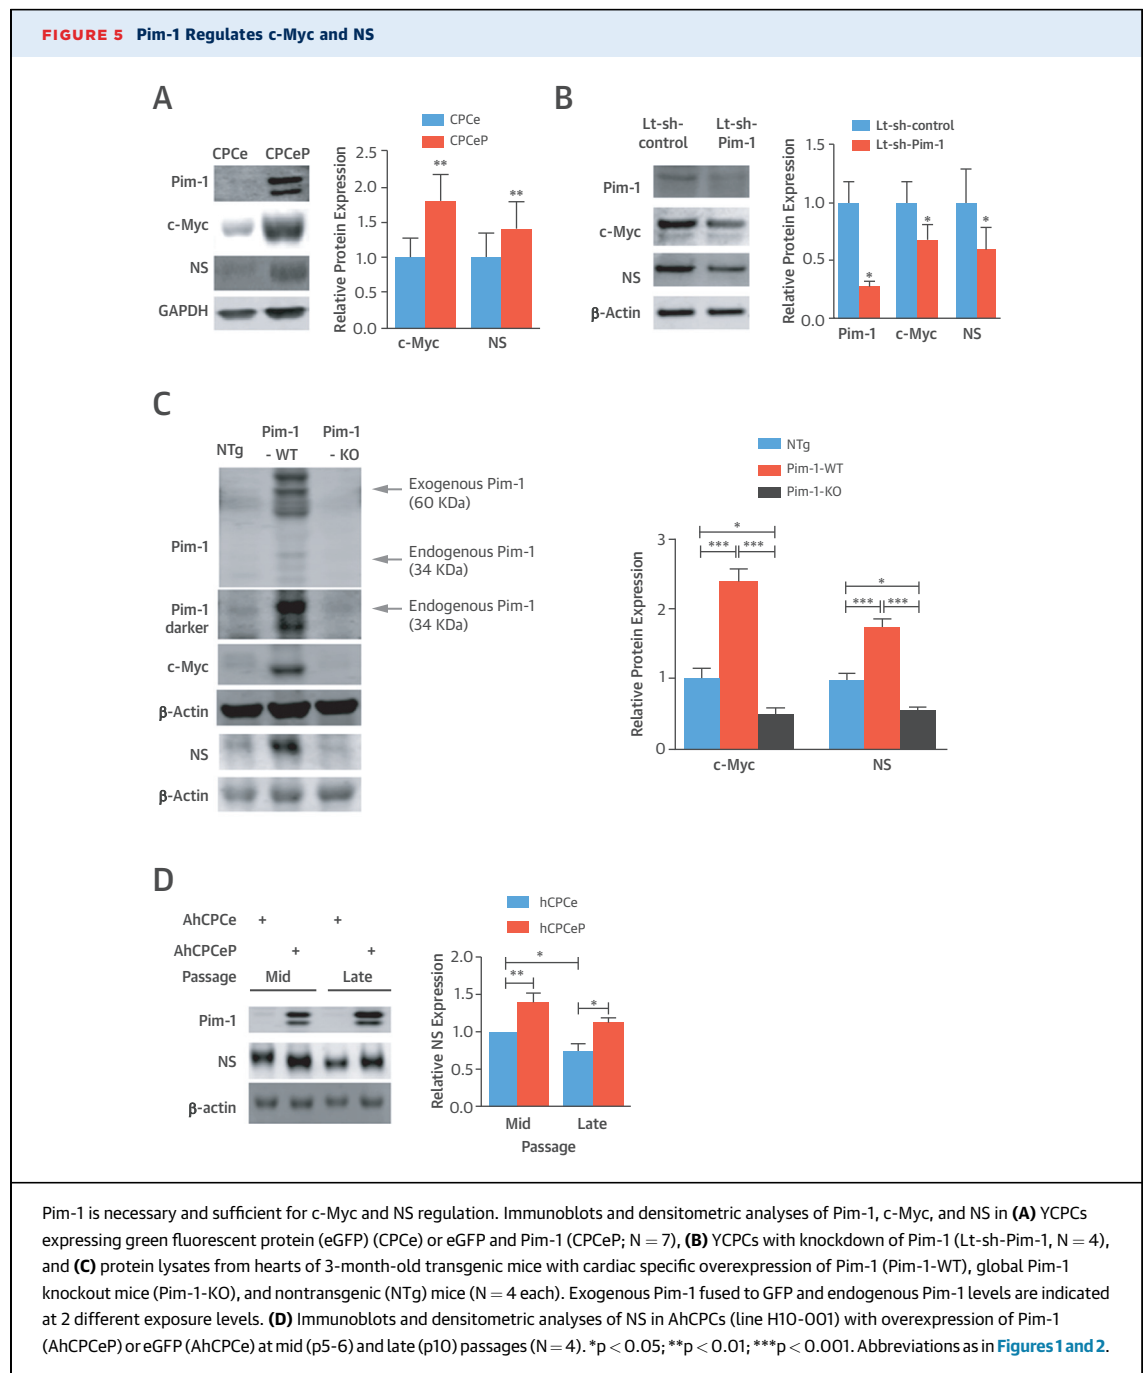 FIGURE 5 Pim-1 Regulates c-Myc and NS
A
CPCe CPCeP
Pim-1
c-Myc
NS
GAPDH
CPCe
CPCeP
Relative Protein Expression
2.5
2.0
1.5
1.0
0.5
0.0
**
**
c-Myc NS
B
Lt-sh-control Lt-sh-Pim-1
Pim-1
c-Myc
NS
β-Actin
Lt-sh-control
Lt-sh-Pim-1
Relative Protein Expression
1.5
1.0
0.5
0.0
*
*
*
Pim-1 c-Myc NS
C
NTg Pim-1 - WT Pim-1 - KO
Pim-1
Pim-1 darker
c-Myc
β-Actin
NS
β-Actin
Exogenous Pim-1
(60 KDa)
Endogenous Pim-1
(34 KDa)
Endogenous Pim-1
(34 KDa)
NTg
Pim-1-WT
Pim-1-KO
Relative Protein Expression
3
2
1
0
*
*** ***
*
*** ***
c-Myc NS
D
AhCPCe + +
AhCPCeP + +
Passage Mid Late
Pim-1
NS
β-actin
hCPCe
hCPCeP
Relative NS Expression
2.0
1.5
1.0
0.5
0.0
*
**
*
Mid Late
Passage
Pim-1 is necessary and sufficient for c-Myc and NS regulation. Immunoblots and densitometric analyses of Pim-1, c-Myc, and NS in (A) YCPCs
expressing green fluorescent protein (eGFP) (CPCe) or eGFP and Pim-1 (CPCeP; N = 7), (B) YCPCs with knockdown of Pim-1 (Lt-sh-Pim-1, N = 4),
and (C) protein lysates from hearts of 3-month-old transgenic mice with cardiac specific overexpression of Pim-1 (Pim-1-WT), global Pim-1
knockout mice (Pim-1-KO), and nontransgenic (NTg) mice (N = 4 each). Exogenous Pim-1 fused to GFP and endogenous Pim-1 levels are indicated
at 2 different exposure levels. (D) Immunoblots and densitometric analyses of NS in AhCPCs (line H10-001) with overexpression of Pim-1
(AhCPCeP) or eGFP (AhCPCe) at mid (p5-6) and late (p10) passages (N = 4). *p < 0.05; **p < 0.01; ***p < 0.001. Abbreviations as in Figures 1 and 2.